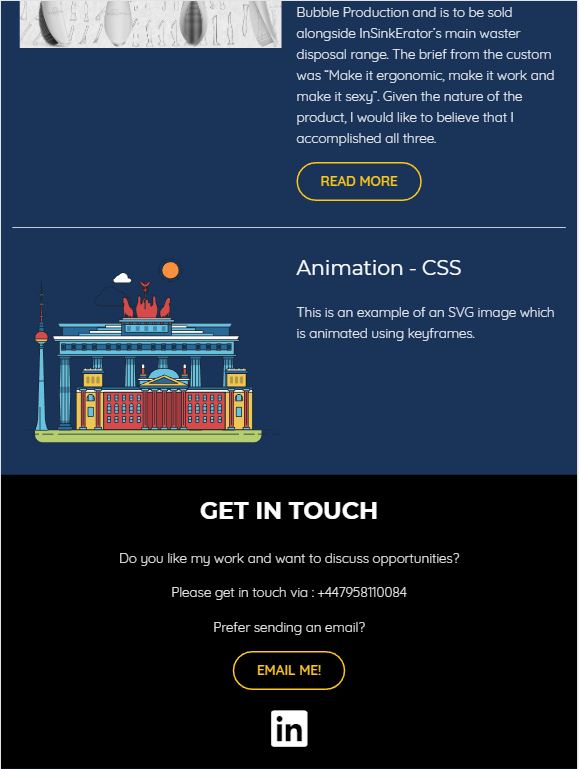 Bubble Production and is to be sold
alongside InSinkErator's main waster
disposal range. The brief from the custom
was "Make it ergonomic, make it work and
make it sexy". Given the nature of the
product, I would like to believe that I
accomplished all three.
READ MORE
Animation - CSS
This is an example of an SVG image which
is animated using keyframes.
GET IN TOUCH
Do you like my work and want to discuss opportunities?
Please get in touch via : +447958110084
Prefer sending an email?
EMAIL ME!
in